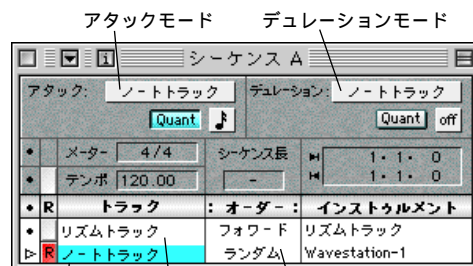 アタックモード デュレーションモード
シーケンス A
アタック: ノートトラック デュレーション: ノートトラック
Quant Quant off
メーター 4/4 シーケンス長 1・1・ 0
テンポ 120.00 - 1・1・ 0
R トラック : オーダー : インストゥルメント
リズムトラック フォワード リズムトラック
R ノートトラック ランダム Wavestation-1